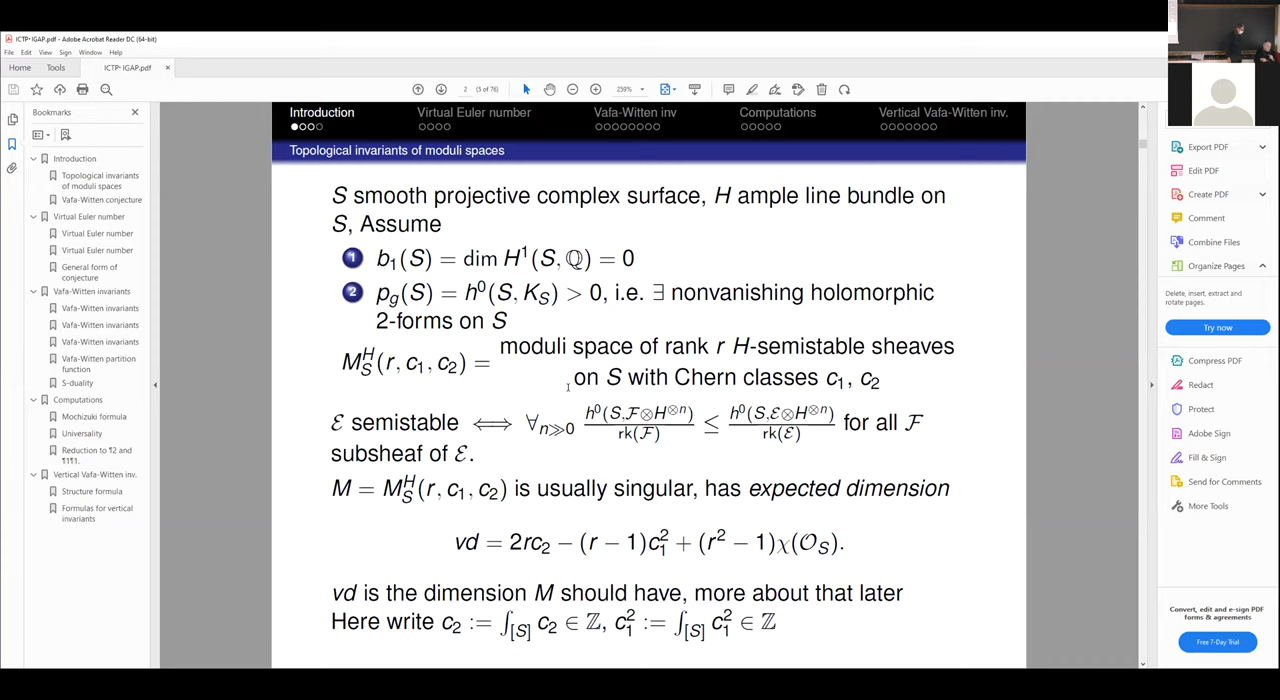 ICTP-IGAP.pdf - Adobe Acrobat Reader DC (64-bit)
File Edit View Sign Window Help
Home Tools ICTP-IGAP.pdf ×
2 (5 of 76) 259%
Bookmarks ×
Introduction
Topological invariants of moduli spaces
Vafa-Witten conjecture
Virtual Euler number
Virtual Euler number
Virtual Euler number
General form of conjecture
Vafa-Witten invariants
Vafa-Witten invariants
Vafa-Witten invariants
Vafa-Witten invariants
Vafa-Witten partition function
S-duality
Computations
Mochizuki formula
Universality
Reduction to ¶2 and ¶1¶1.
Vertical Vafa-Witten inv.
Structure formula
Formulas for vertical invariants
Introduction Virtual Euler number Vafa-Witten inv Computations Vertical Vafa-Witten inv.
Topological invariants of moduli spaces
S smooth projective complex surface, H ample line bundle on
S, Assume
1 b₁(S) = dim H¹(S, ℚ) = 0
2 p_g(S) = h⁰(S, K_S) > 0, i.e. ∃ nonvanishing holomorphic
2-forms on S
M_S^H(r, c₁, c₂) = moduli space of rank r H-semistable sheaves
on S with Chern classes c₁, c₂
ℰ semistable ⟺ ∀_{n≫0} h⁰(S,ℱ⊗H^{⊗n})/rk(ℱ) ≤ h⁰(S,ℰ⊗H^{⊗n})/rk(ℰ) for all ℱ
subsheaf of ℰ.
M = M_S^H(r, c₁, c₂) is usually singular, has expected dimension
vd = 2rc₂ − (r − 1)c₁² + (r² − 1)χ(𝒪_S).
vd is the dimension M should have, more about that later
Here write c₂ := ∫_{[S]} c₂ ∈ ℤ, c₁² := ∫_{[S]} c₁² ∈ ℤ
Export PDF
Edit PDF
Create PDF
Comment
Combine Files
Organize Pages
Delete, insert, extract and
rotate pages.
Try now
Compress PDF
Redact
Protect
Adobe Sign
Fill & Sign
Send for Comments
More Tools
Convert, edit and e-sign PDF
forms & agreements
Free 7-Day Trial